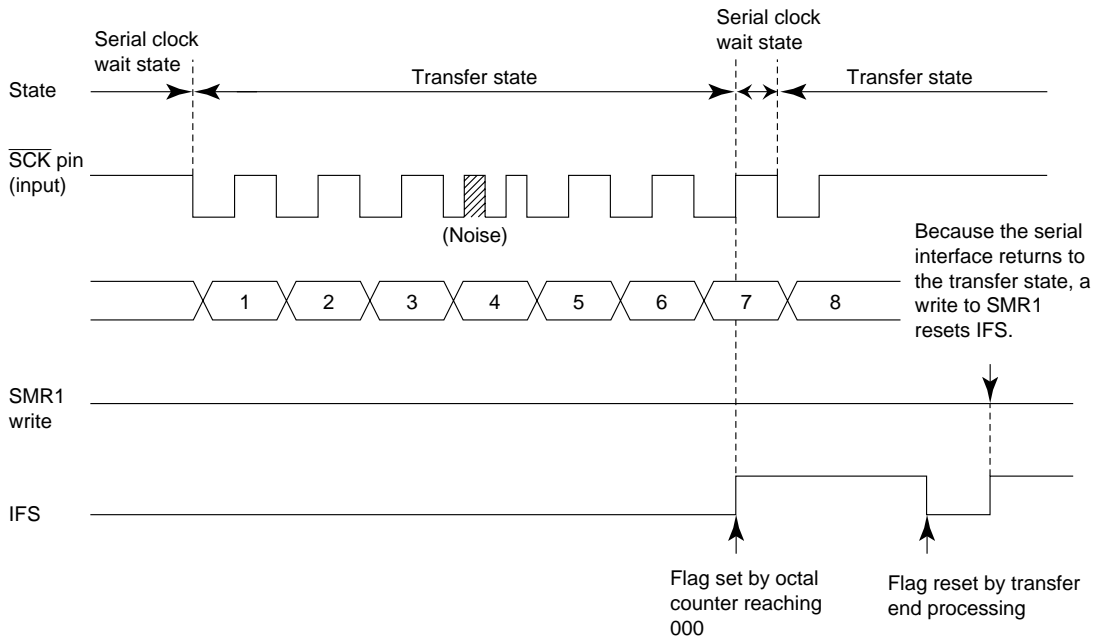 Serial clock
wait state
Serial clock
wait state
State
Transfer state
Transfer state
SCK pin
(input)
(Noise)
Because the serial
interface returns to
the transfer state, a
write to SMR1
resets IFS.
1 2 3 4 5 6 7 8
SMR1
write
IFS
Flag set by octal
counter reaching
000
Flag reset by transfer
end processing